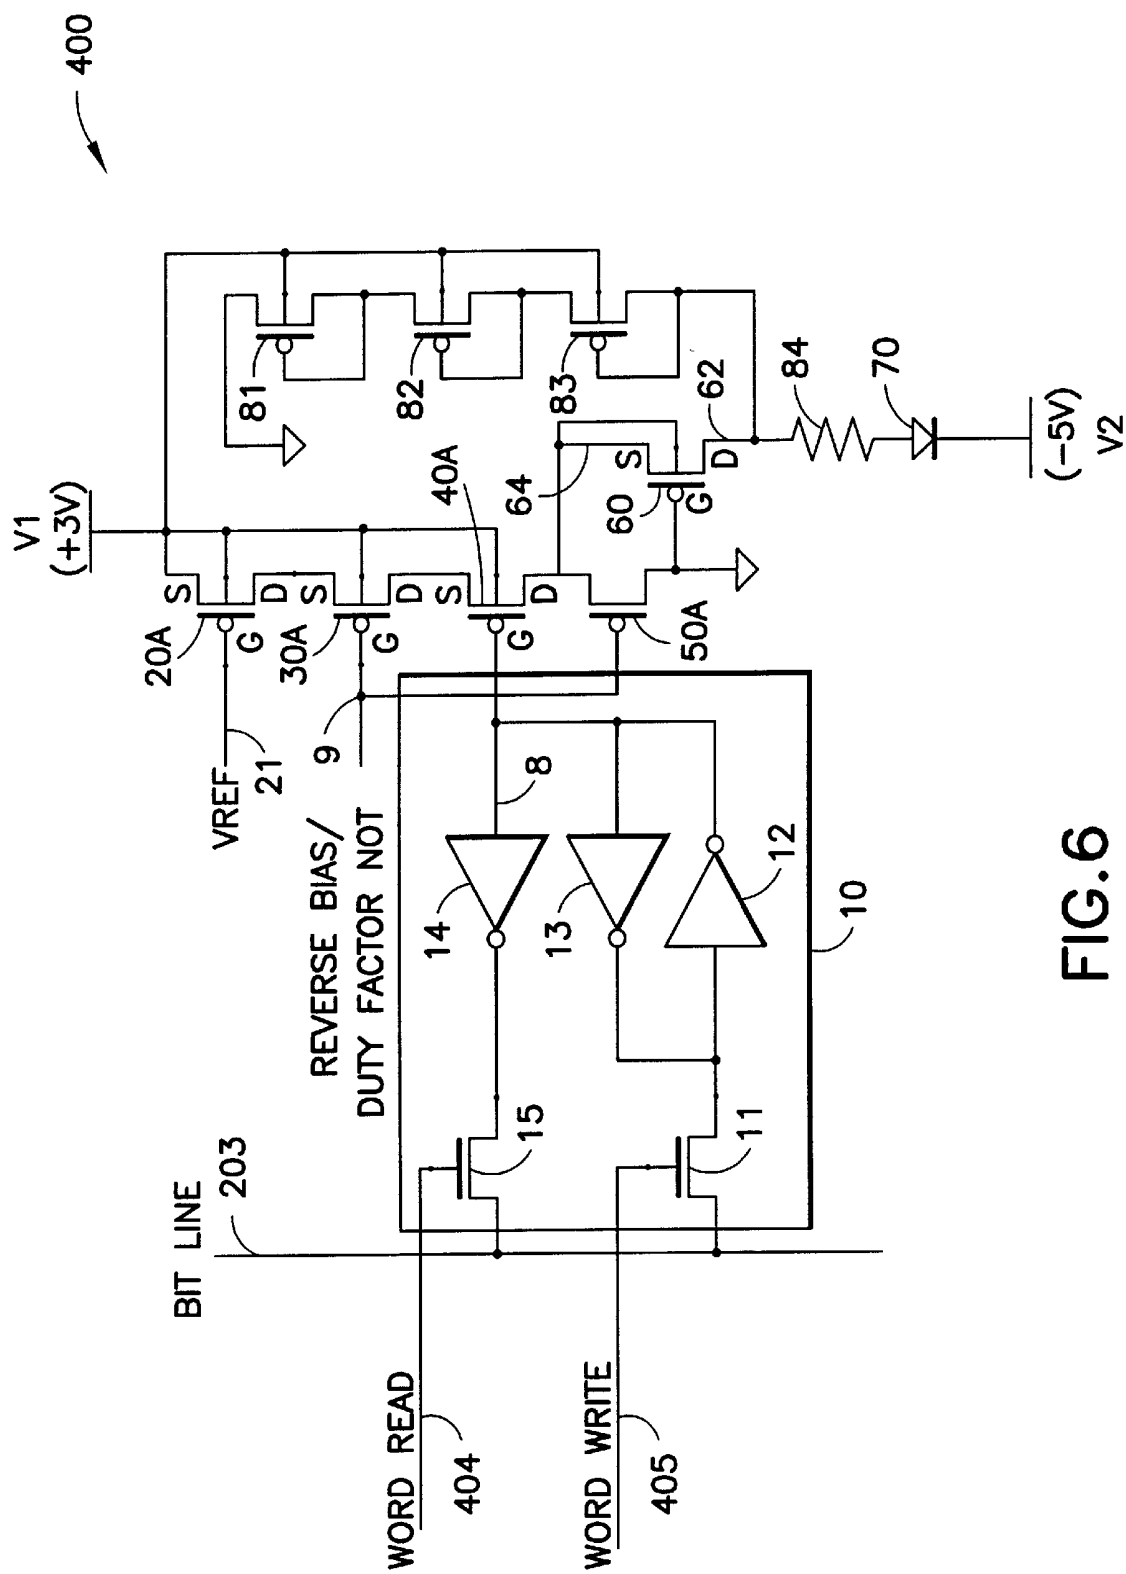 400
V1
(+3V)
20A
S
G
D
VREF
21
30A
S
G
D
9
REVERSE BIAS/
DUTY FACTOR NOT
40A
S
G
D
50A
64
60
S
G
D
62
81
82
83
84
70
(-5V)
V2
8
14
13
12
10
15
11
BIT LINE
203
WORD READ
404
WORD WRITE
405
FIG.6